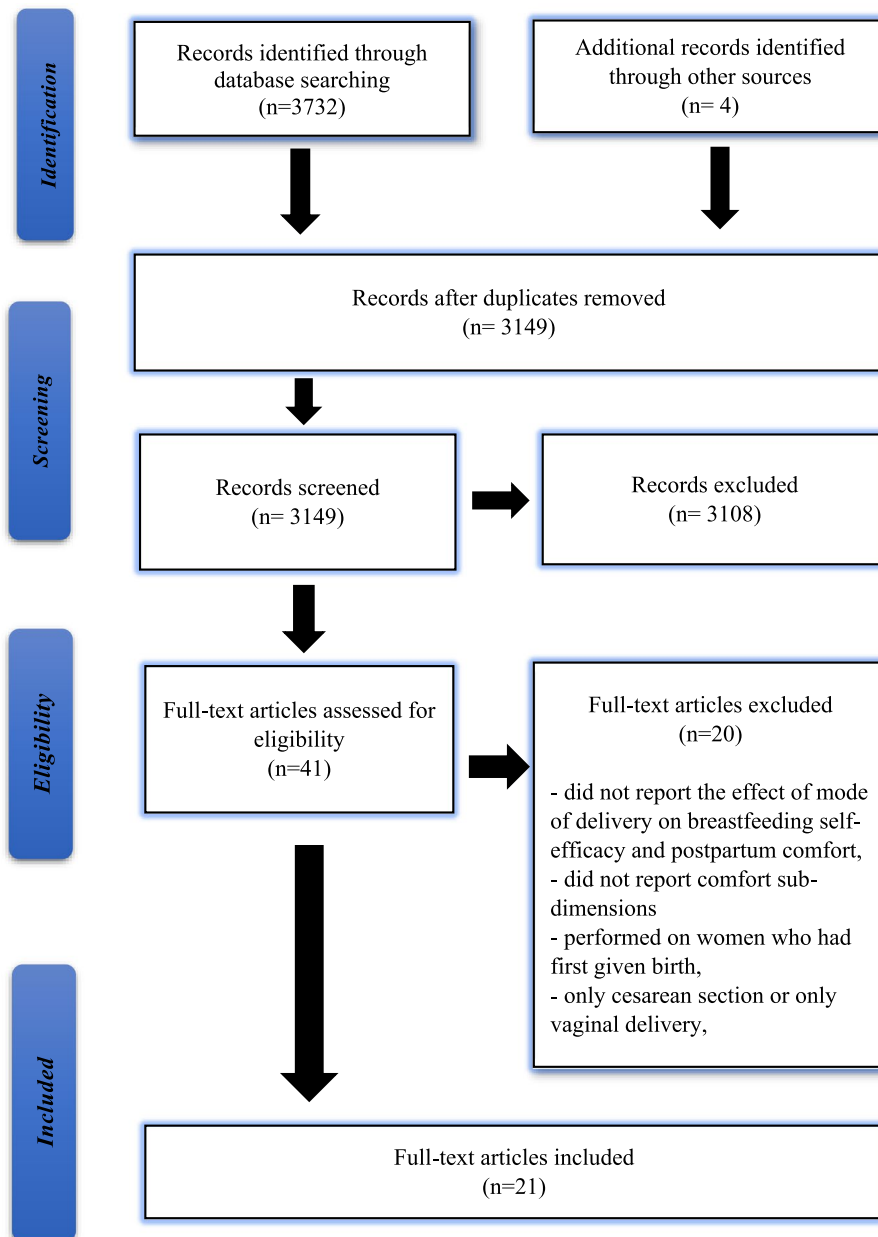 Identification
Records identified through
database searching
(n=3732)
Additional records identified
through other sources
(n= 4)
Records after duplicates removed
(n= 3149)
Screening
Records screened
(n= 3149)
Records excluded
(n= 3108)
Eligibility
Full-text articles assessed for
eligibility
(n=41)
Full-text articles excluded
(n=20)
- did not report the effect of mode
of delivery on breastfeeding self-
efficacy and postpartum comfort,
- did not report comfort sub-
dimensions
- performed on women who had
first given birth,
- only cesarean section or only
vaginal delivery,
Included
Full-text articles included
(n=21)